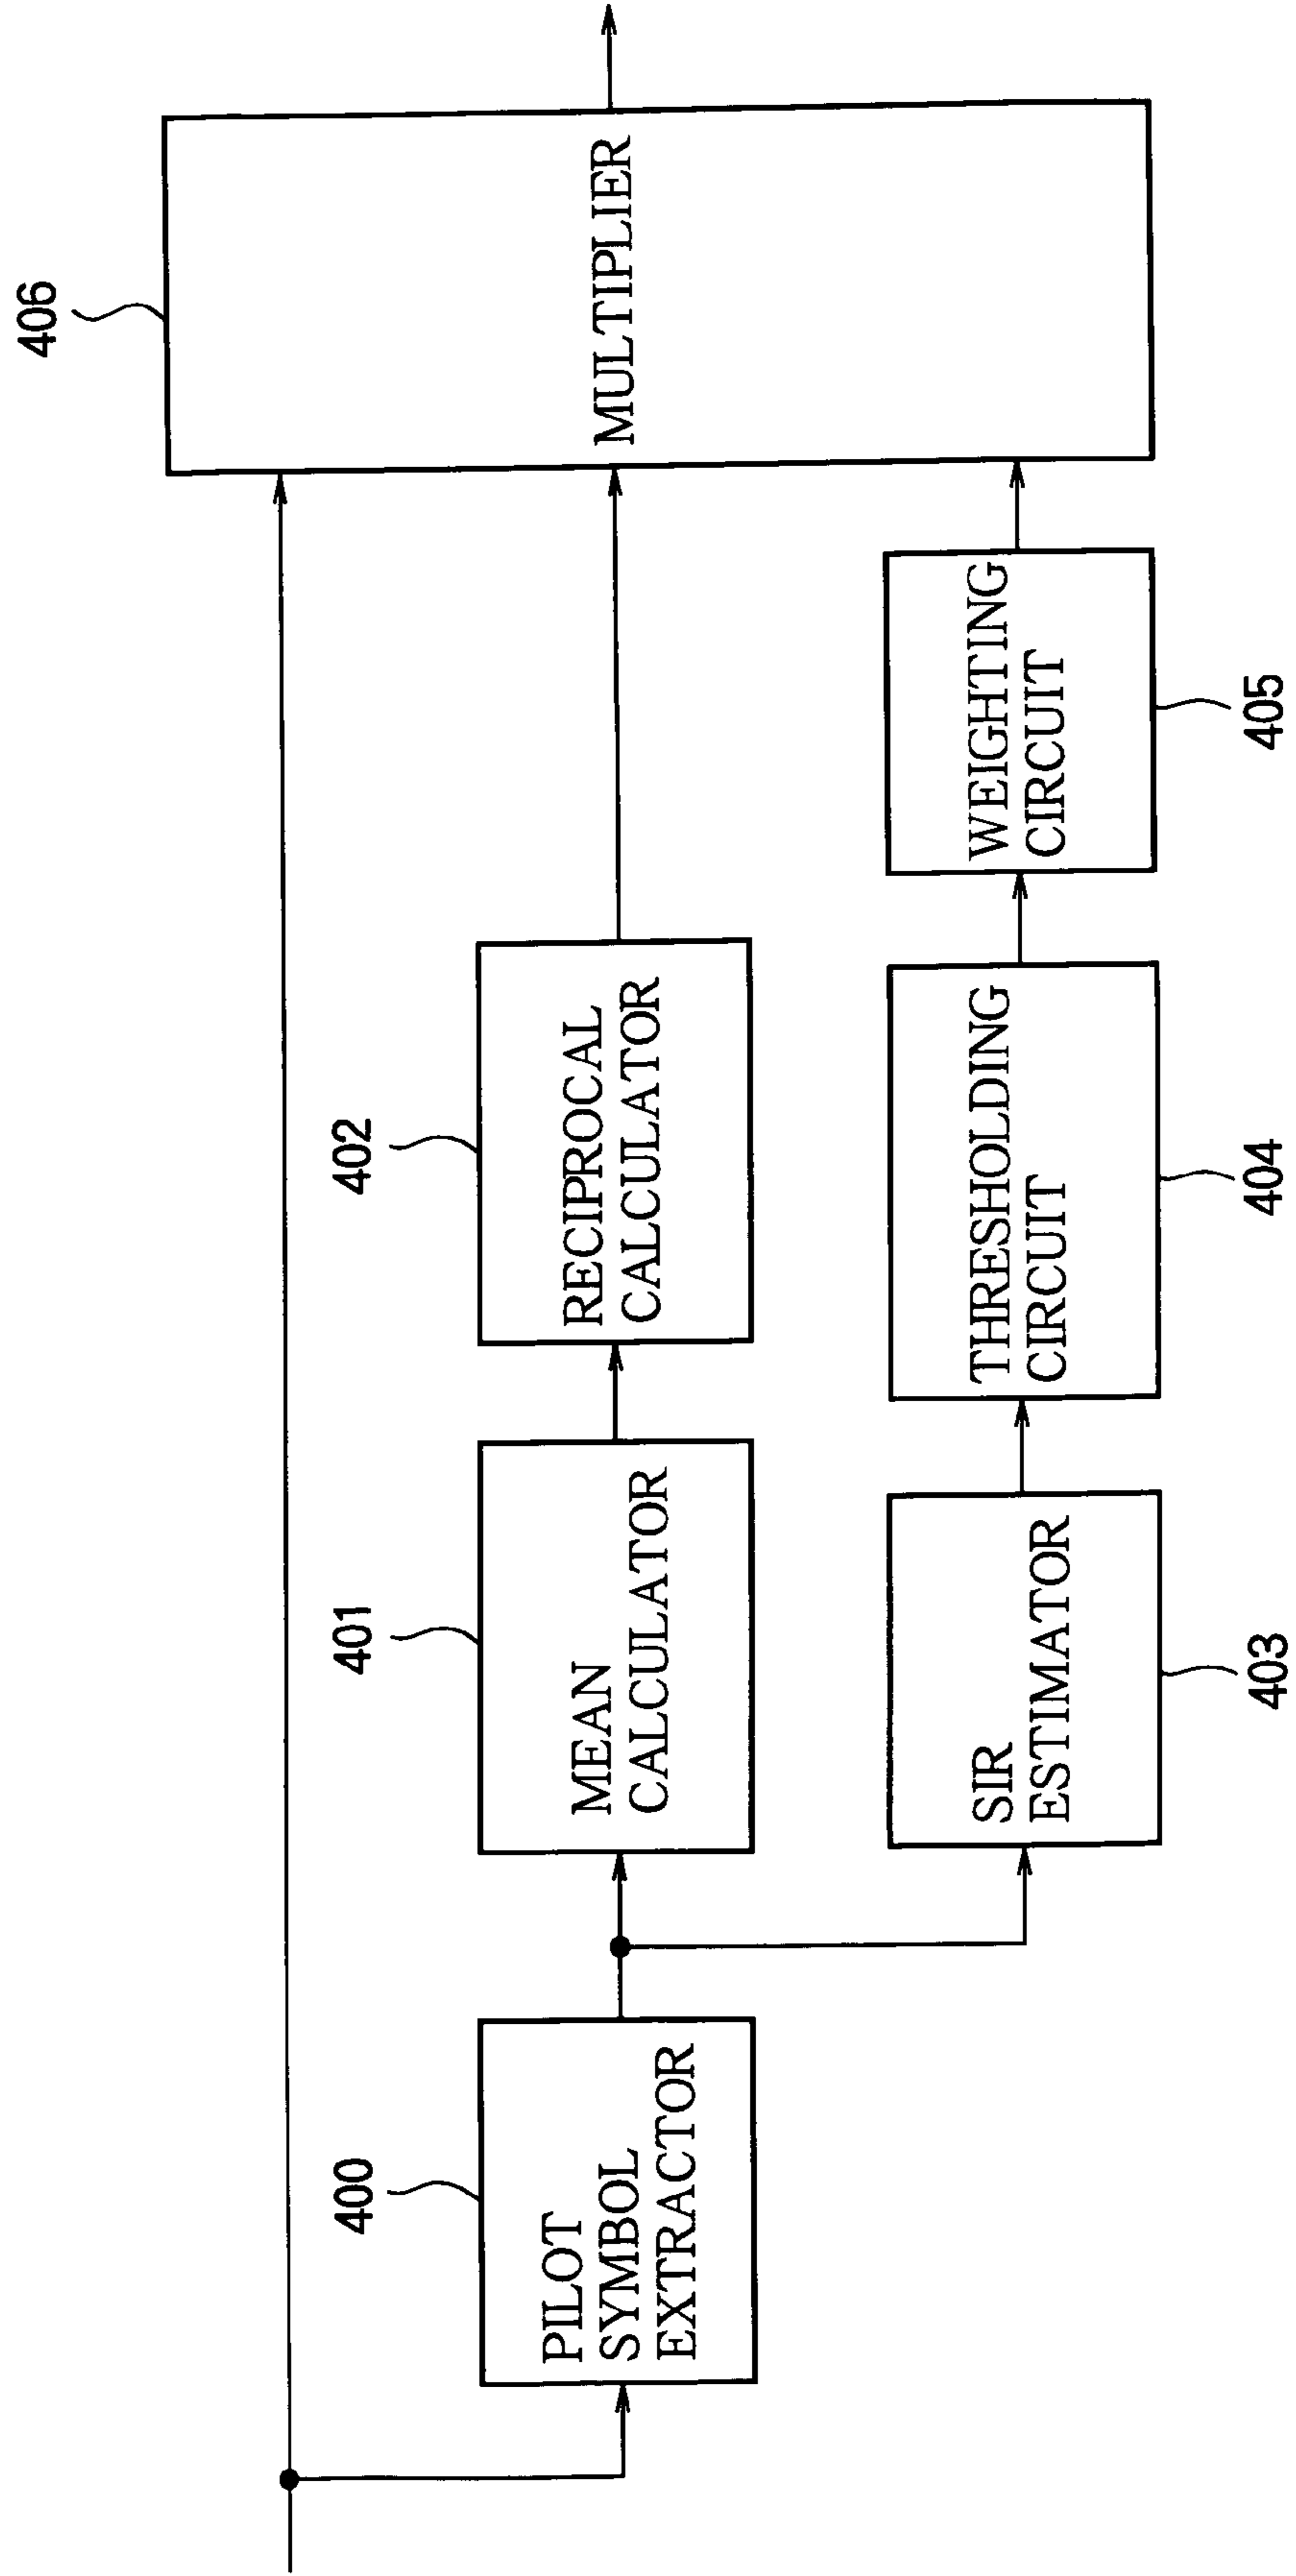 406
MULTIPLIER
402
RECIPROCAL
CALCULATOR
401
MEAN
CALCULATOR
400
PILOT
SYMBOL
EXTRACTOR
WEIGHTING
CIRCUIT
405
THRESHOLDING
CIRCUIT
404
SIR
ESTIMATOR
403